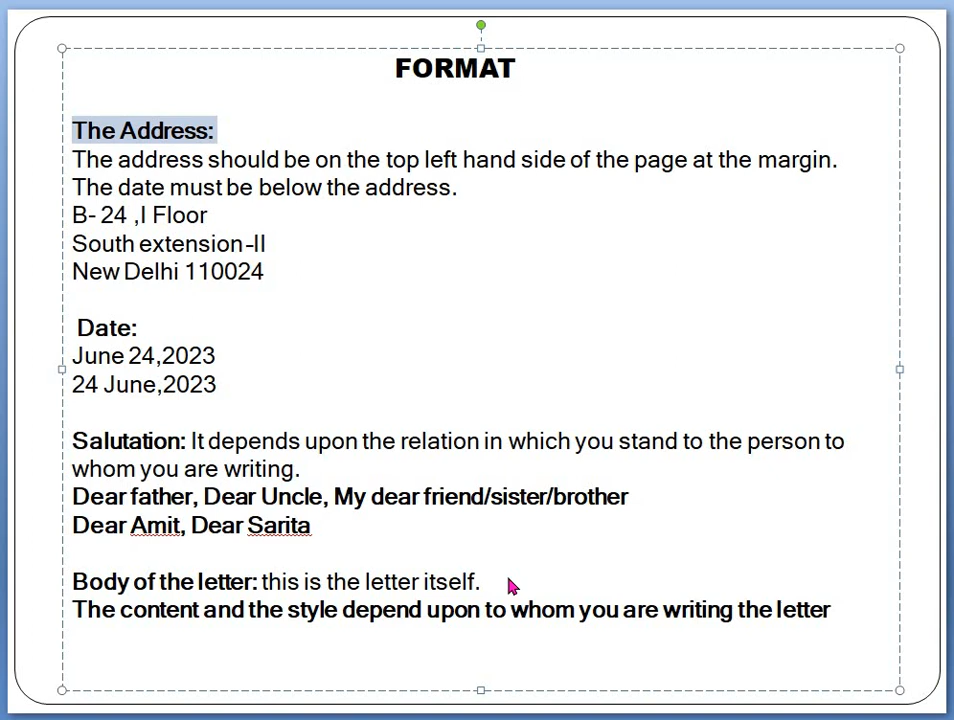 FORMAT
The Address:
The address should be on the top left hand side of the page at the margin.
The date must be below the address.
B- 24 ,I Floor
South extension-II
New Delhi 110024
Date:
June 24,2023
24 June,2023
Salutation: It depends upon the relation in which you stand to the person to
whom you are writing.
Dear father, Dear Uncle, My dear friend/sister/brother
Dear Amit, Dear Sarita
Body of the letter: this is the letter itself.
The content and the style depend upon to whom you are writing the letter